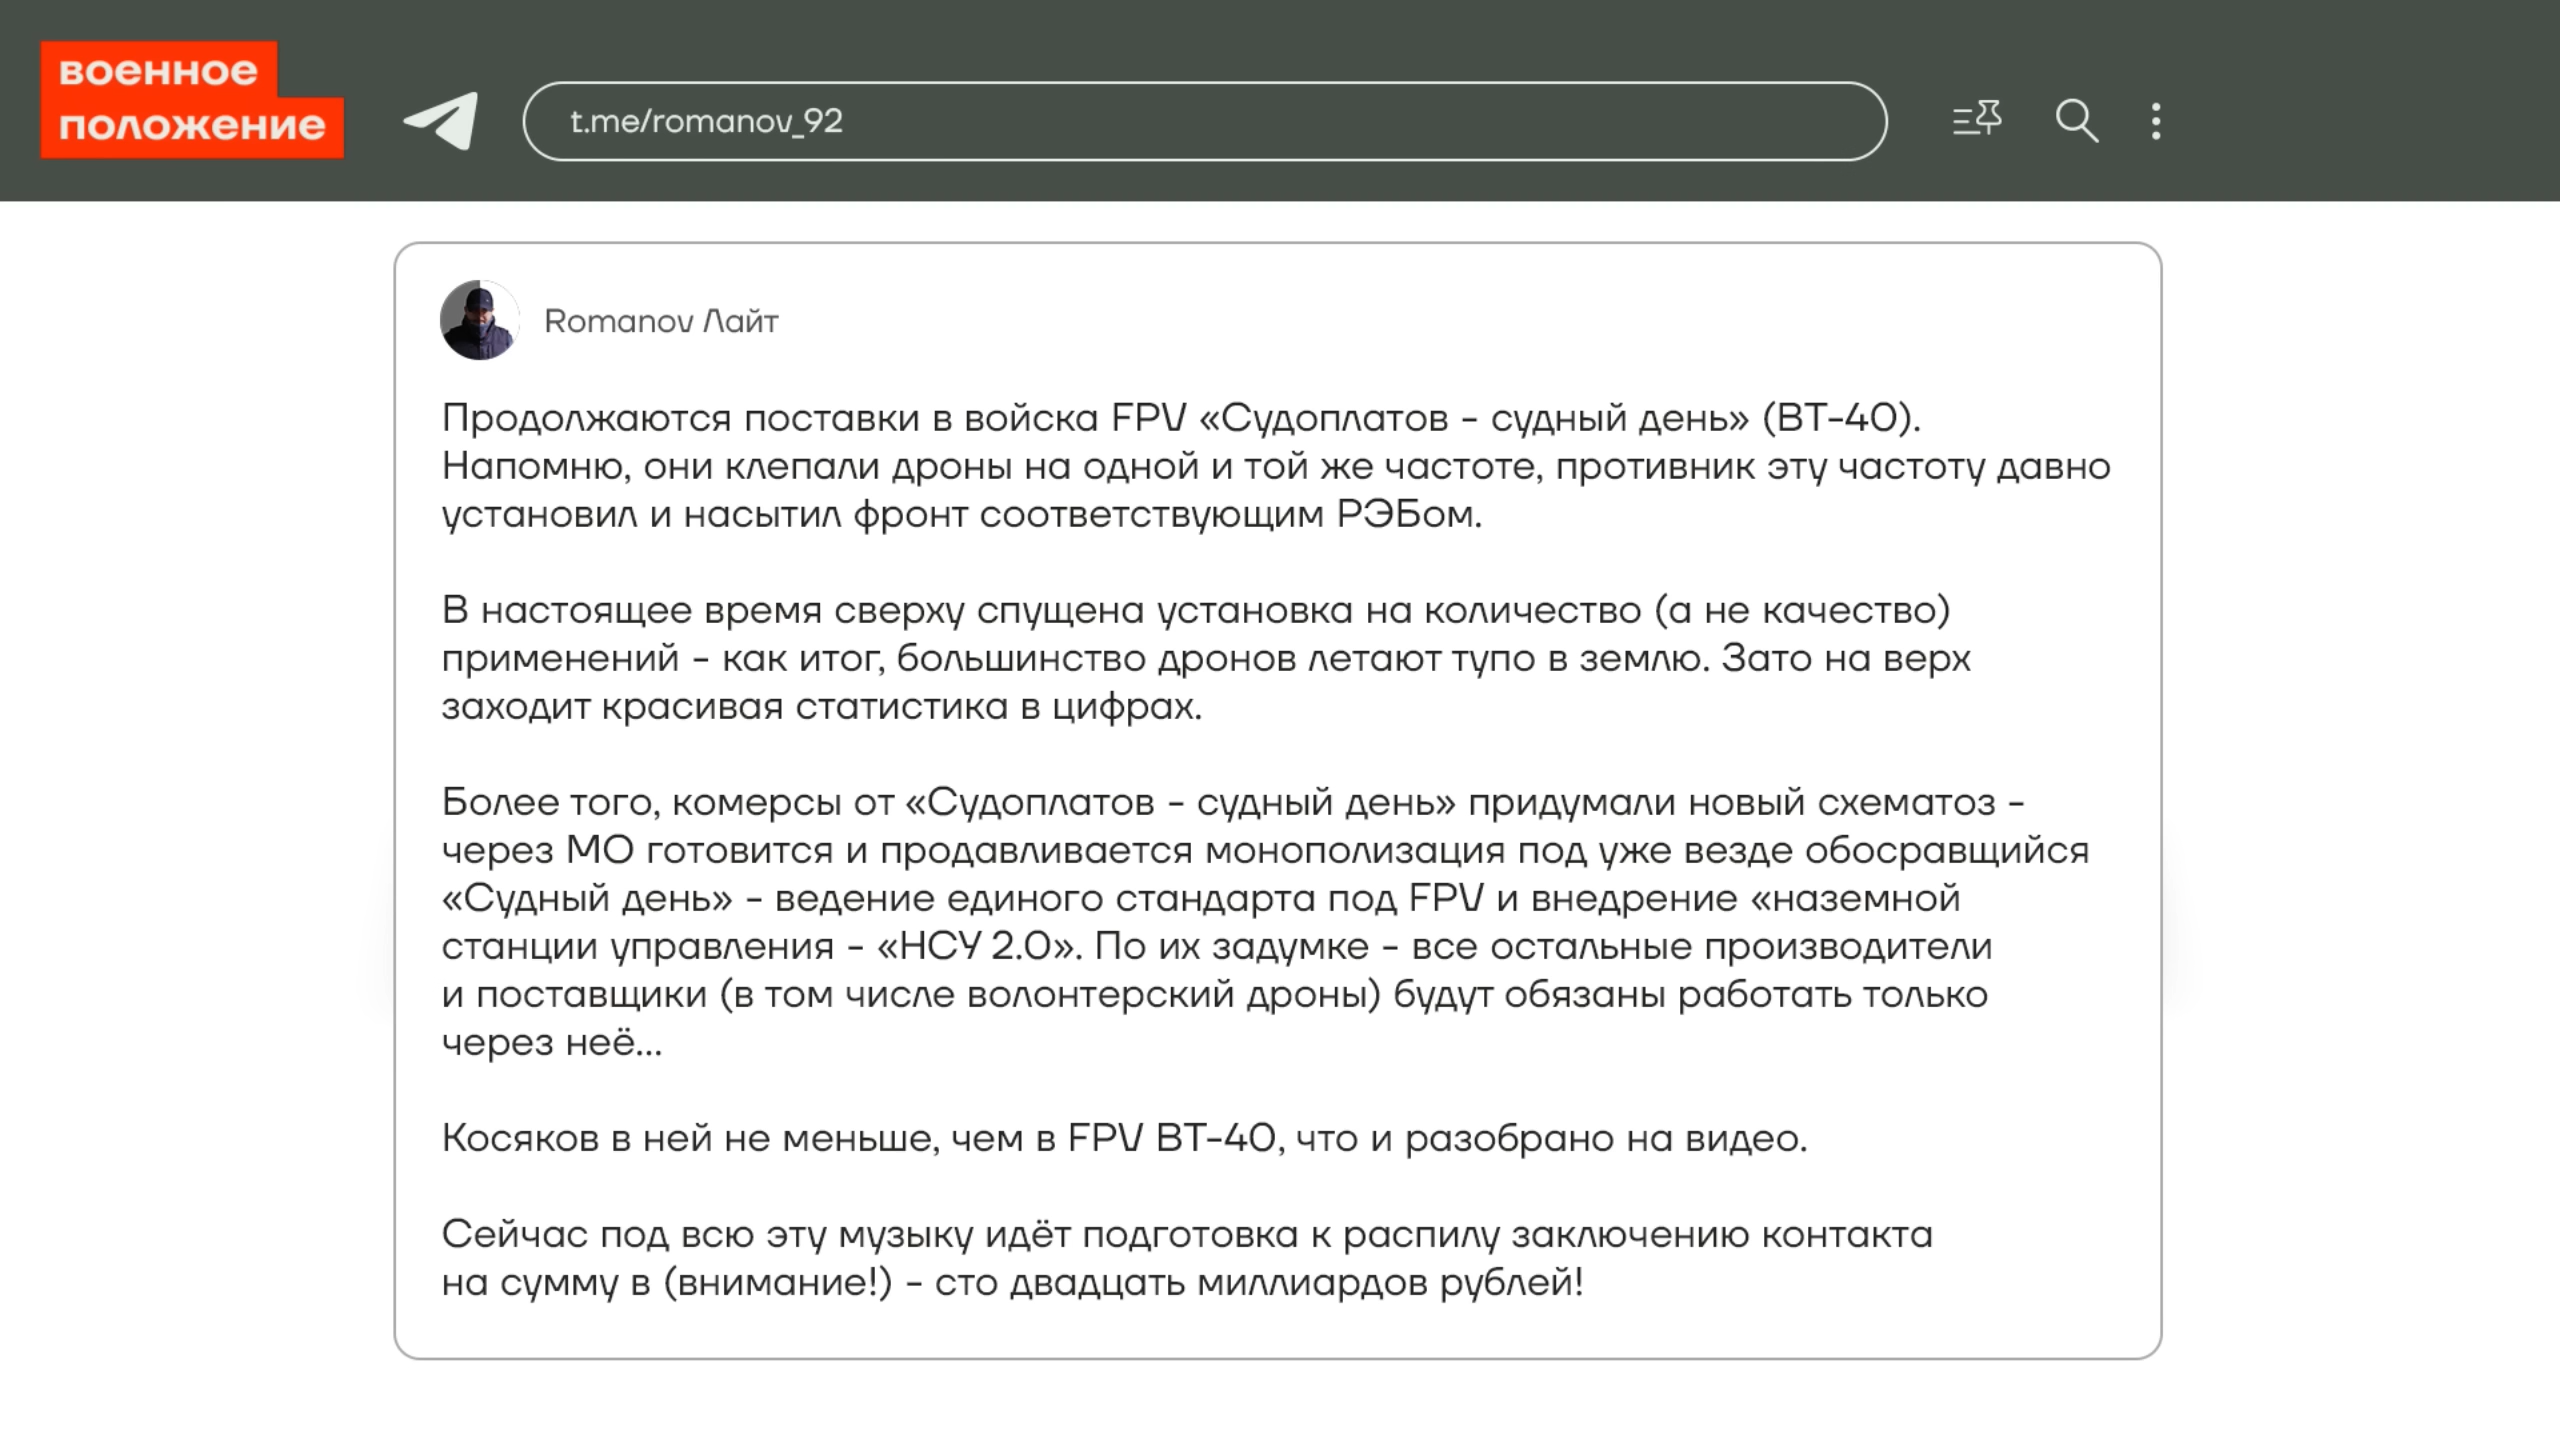 военное
положение
t.me/romanov_92
Romanov Лайт
Продолжаются поставки в войска FPV «Судоплатов - судный день» (ВТ-40).
Напомню, они клепали дроны на одной и той же частоте, противник эту частоту давно
установил и насытил фронт соответствующим РЭБом.
В настоящее время сверху спущена установка на количество (а не качество)
применений - как итог, большинство дронов летают тупо в землю. Зато на верх
заходит красивая статистика в цифрах.
Более того, комерсы от «Судоплатов - судный день» придумали новый схематоз -
через МО готовится и продавливается монополизация под уже везде обосравщийся
«Судный день» - ведение единого стандарта под FPV и внедрение «наземной
станции управления - «НСУ 2.0». По их задумке - все остальные производители
и поставщики (в том числе волонтерский дроны) будут обязаны работать только
через неё...
Косяков в ней не меньше, чем в FPV ВТ-40, что и разобрано на видео.
Сейчас под всю эту музыку идёт подготовка к распилу заключению контакта
на сумму в (внимание!) - сто двадцать миллиардов рублей!